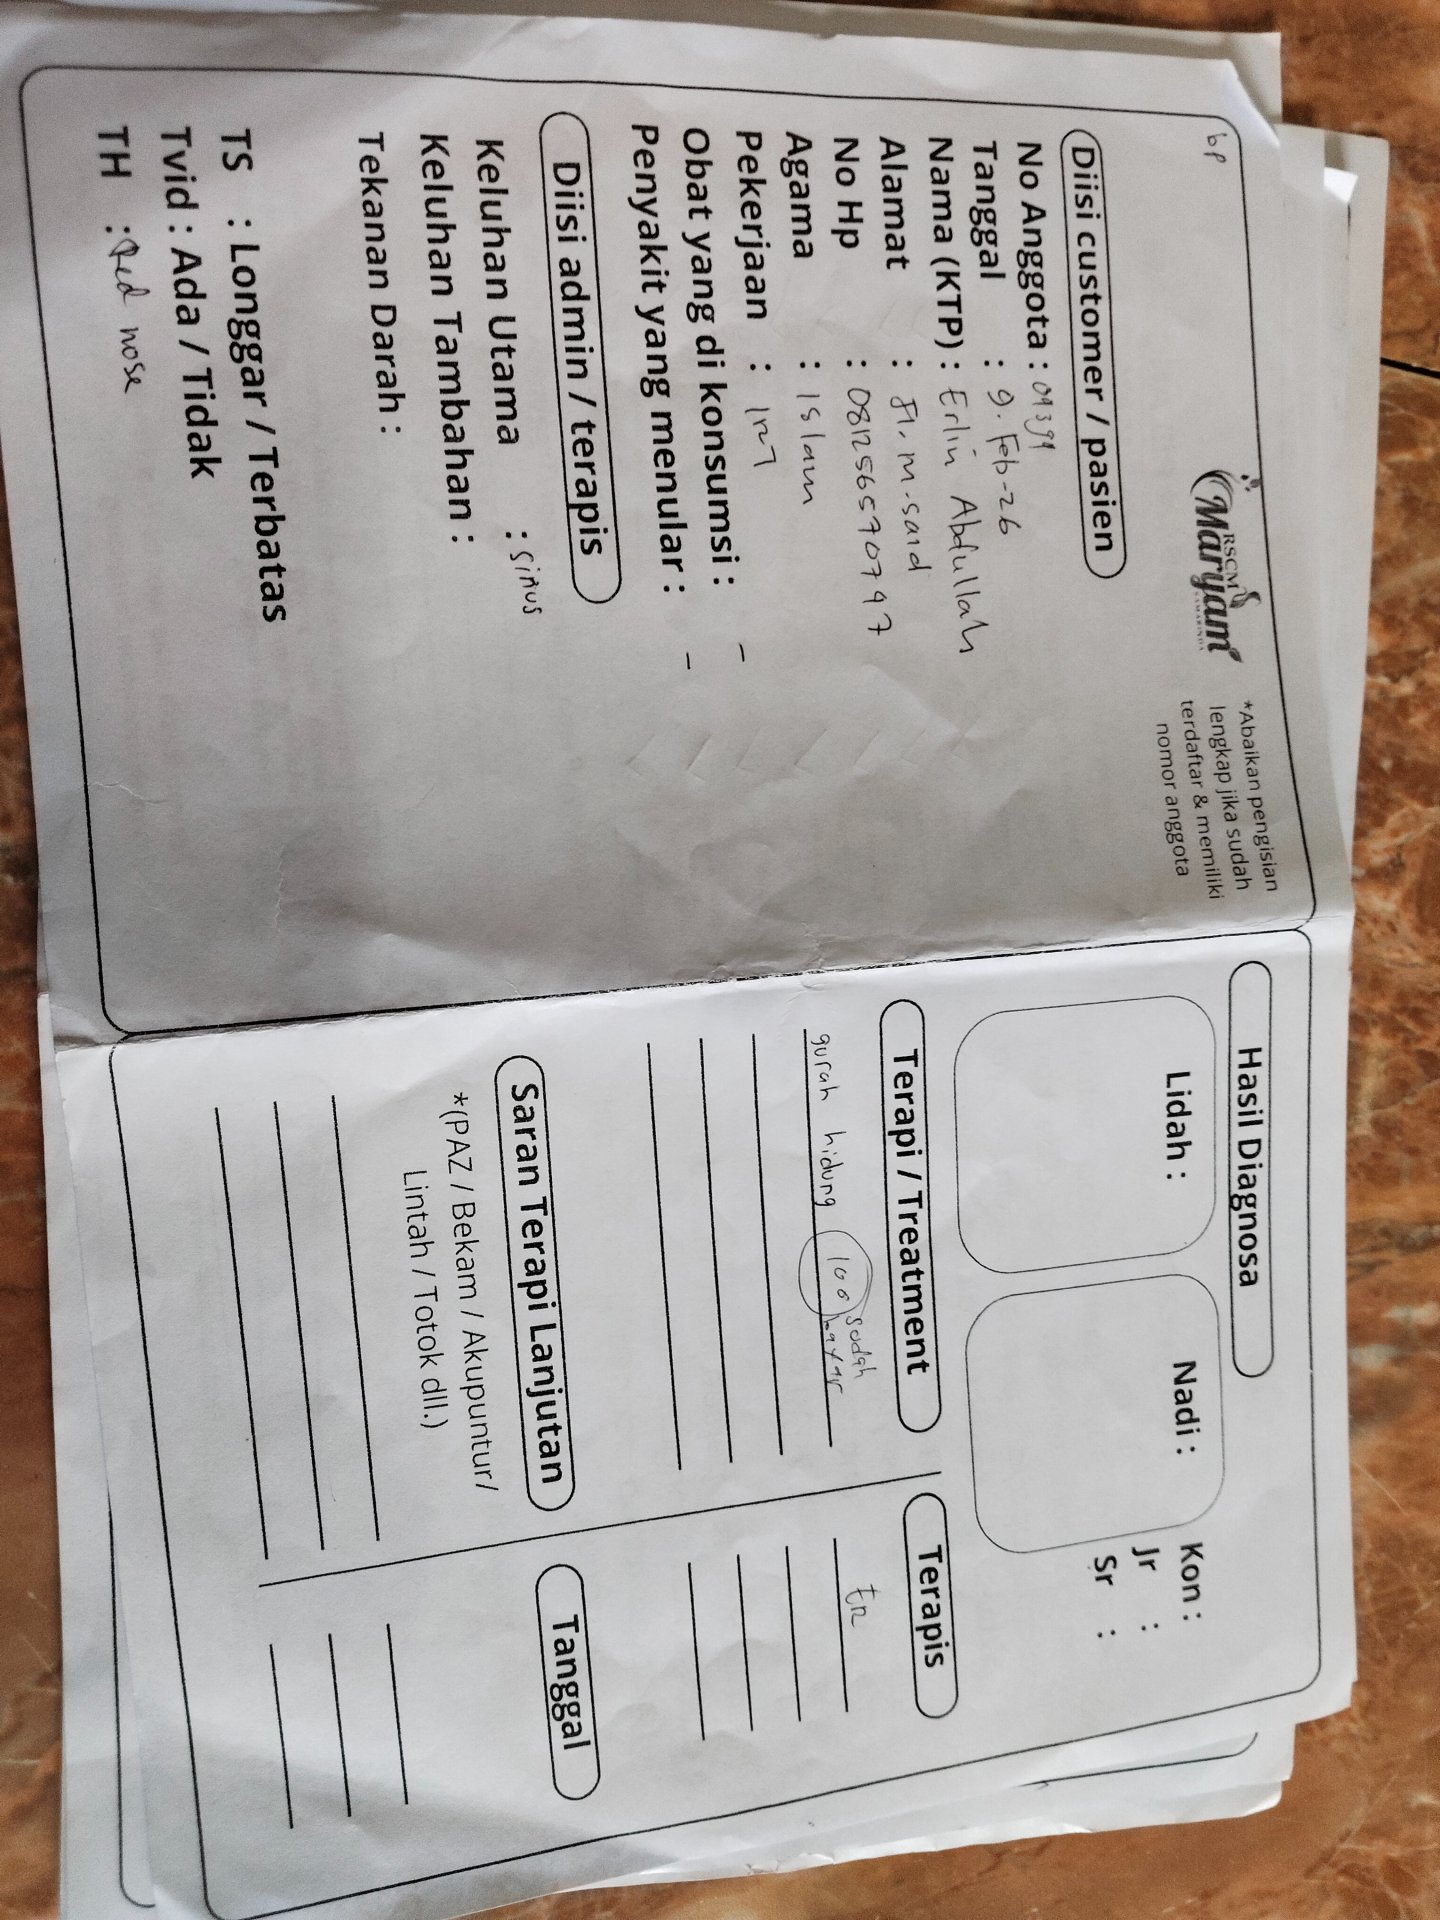 bp
RSCM
Maryam
SAMARINDA
*Abaikan pengisian
lengkap jika sudah
terdaftar & memiliki
nomor anggota
Diisi customer / pasien
No Anggota :
Tanggal : 9. Feb-26
Nama (KTP) : Erlin Abdullah
Alamat : Jl. M. Said
No Hp : 081256570797
Agama : Islam
Pekerjaan : IRT
Obat yang di konsumsi : -
Penyakit yang menular : -
Diisi admin / terapis
Keluhan Utama : Sinus
Keluhan Tambahan :
Tekanan Darah :
TS : Longgar / Terbatas
Tvid : Ada / Tidak
TH : Red nose
Hasil Diagnosa
Lidah :
Nadi :
Kon :
Jr :
Sr :
Terapi / Treatment
Terapis
gurah hidung 100 sudah bayar
Er
Saran Terapi Lanjutan
*(PAZ / Bekam / Akupuntur/
Lintah / Totok dll.)
Tanggal